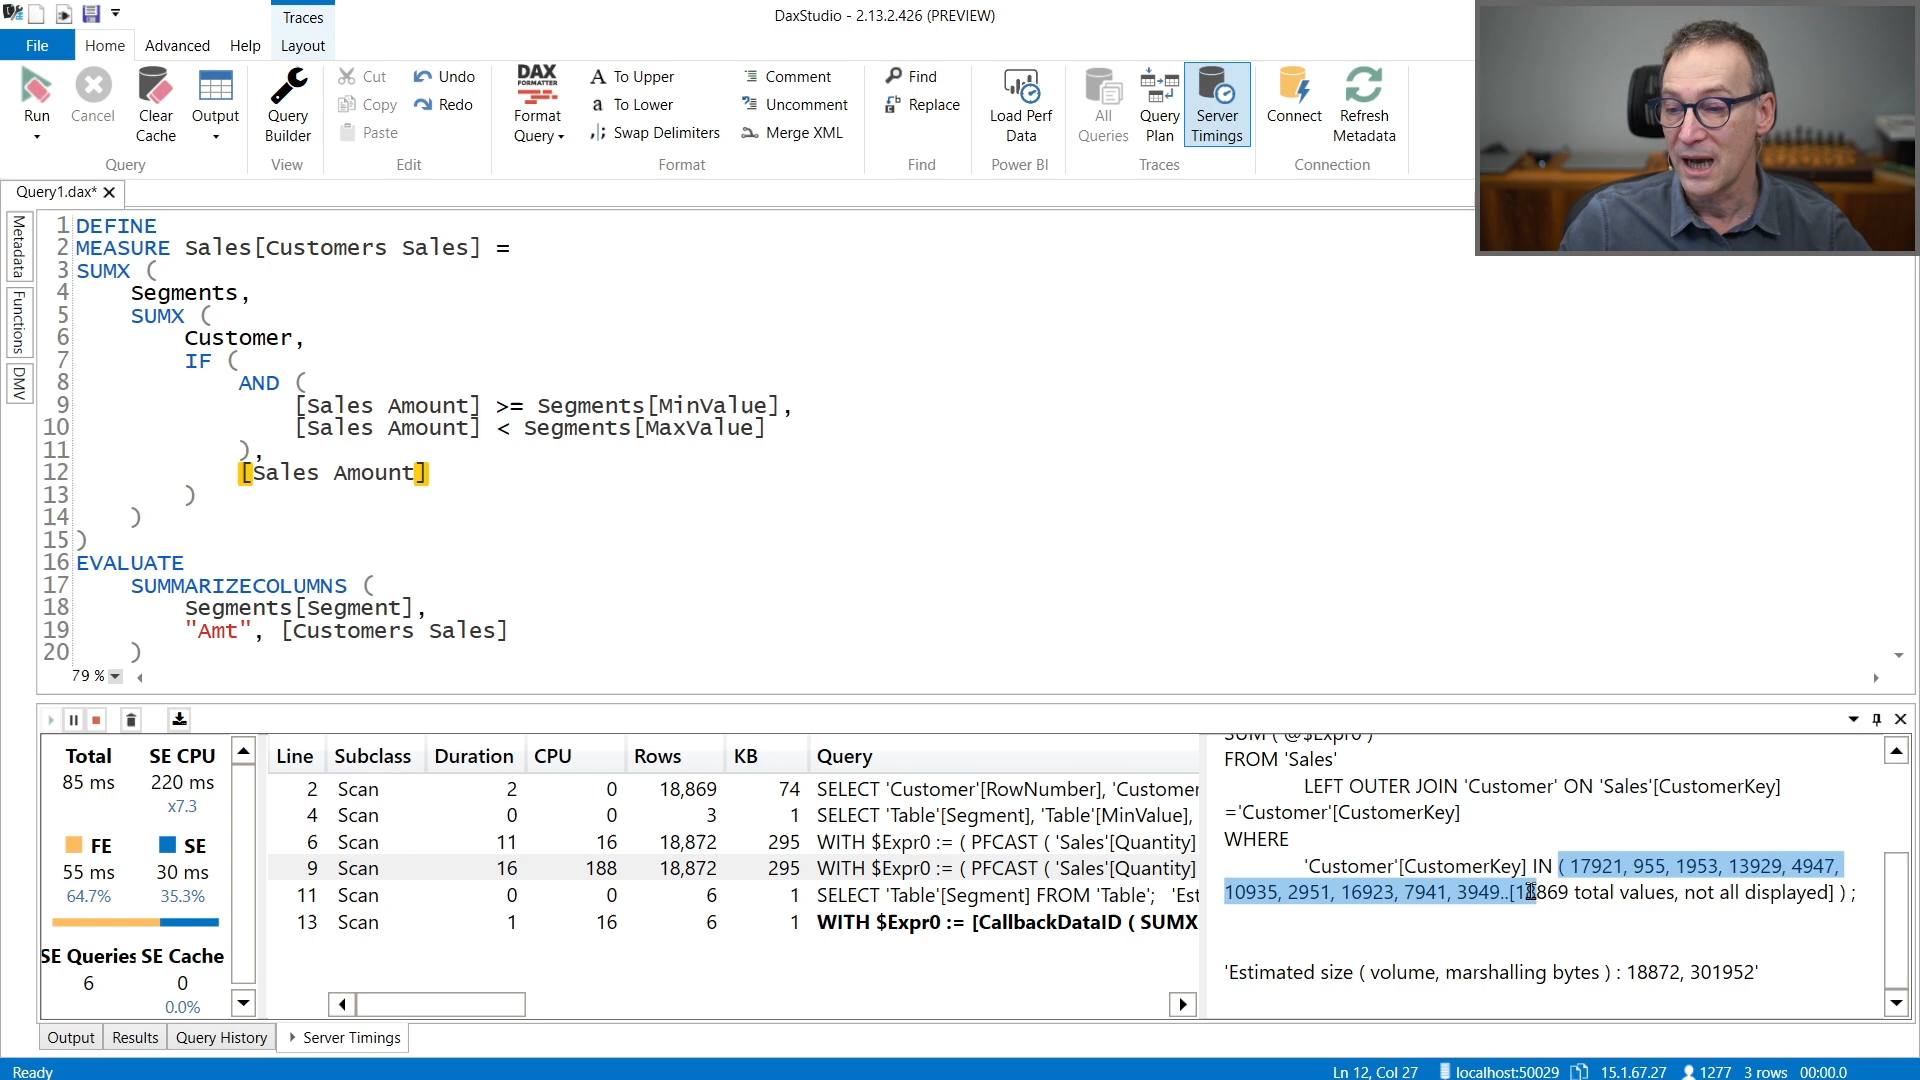 Traces
DaxStudio - 2.13.2.426 (PREVIEW)
File
Home
Advanced
Help
Layout
Run
Cancel
Clear
Cache
Output
Query
Query
Builder
View
Cut
Copy
Paste
Undo
Redo
Edit
DAX
FORMATTER
Format
Query
To Upper
To Lower
Swap Delimiters
Comment
Uncomment
Merge XML
Format
Find
Replace
Find
Load Perf
Data
Power BI
All
Queries
Query
Plan
Server
Timings
Traces
Connect
Refresh
Metadata
Connection
Query1.dax*
Metadata
Functions
DMV
1 DEFINE
2 MEASURE Sales[Customers Sales] =
3 SUMX (
4 Segments,
5 SUMX (
6 Customer,
7 IF (
8 AND (
9 [Sales Amount] >= Segments[MinValue],
10 [Sales Amount] < Segments[MaxValue]
11 ),
12 [Sales Amount]
13 )
14 )
15 )
16 EVALUATE
17 SUMMARIZECOLUMNS (
18 Segments[Segment],
19 "Amt", [Customers Sales]
20 )
79 %
Total
85 ms
SE CPU
220 ms
x7.3
FE
55 ms
64.7%
SE
30 ms
35.3%
SE Queries
6
SE Cache
0
0.0%
Line Subclass Duration CPU Rows KB Query
2 Scan 2 0 18,869 74 SELECT 'Customer'[RowNumber], 'Customer
4 Scan 0 0 3 1 SELECT 'Table'[Segment], 'Table'[MinValue],
6 Scan 11 16 18,872 295 WITH $Expr0 := ( PFCAST ( 'Sales'[Quantity]
9 Scan 16 188 18,872 295 WITH $Expr0 := ( PFCAST ( 'Sales'[Quantity]
11 Scan 0 0 6 1 SELECT 'Table'[Segment] FROM 'Table'; 'Est
13 Scan 1 16 6 1 WITH $Expr0 := [CallbackDataID ( SUMX
SUM ( @$Expr0 )
FROM 'Sales'
LEFT OUTER JOIN 'Customer' ON 'Sales'[CustomerKey]
='Customer'[CustomerKey]
WHERE
'Customer'[CustomerKey] IN ( 17921, 955, 1953, 13929, 4947,
10935, 2951, 16923, 7941, 3949..[18869 total values, not all displayed] ) ;
'Estimated size ( volume, marshalling bytes ) : 18872, 301952'
Output
Results
Query History
Server Timings
Ready
Ln 12, Col 27
localhost:50029
15.1.67.27
1277
3 rows
00:00.0